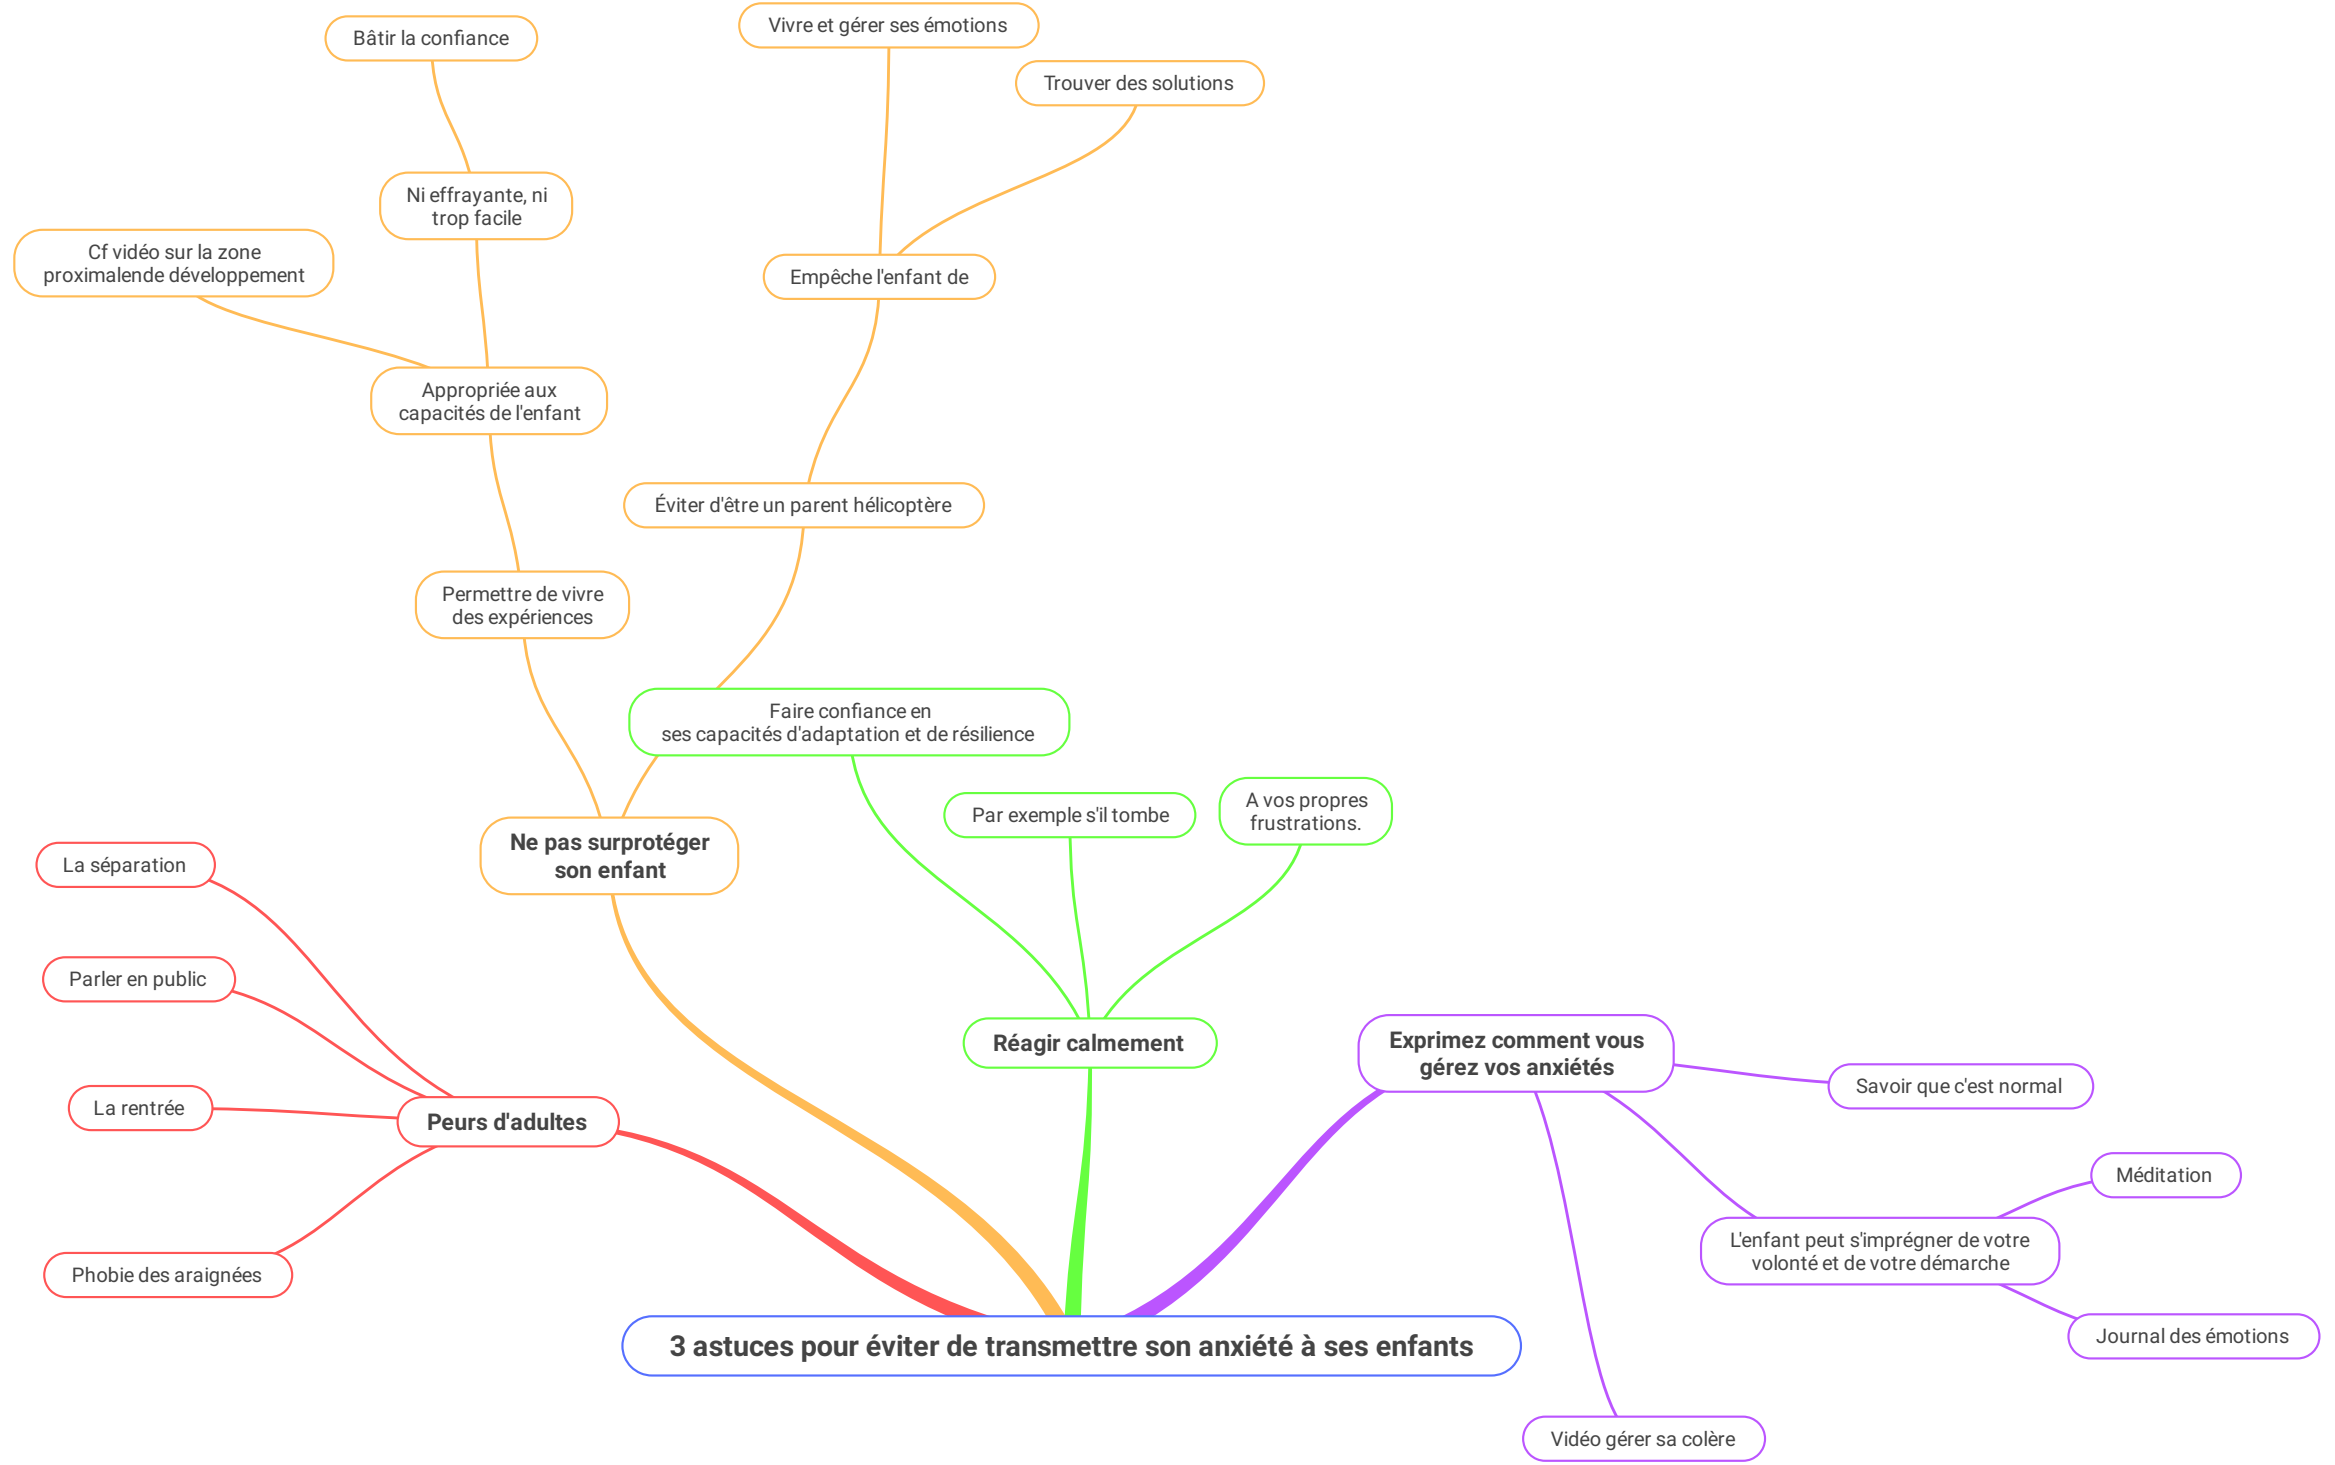 Vivre et gérer ses émotions
Bâtir la confiance
Trouver des solutions
Ni effrayante, ni
trop facile
Cf vidéo sur la zone
proximalende développement
Empêche l'enfant de
Appropriée aux
capacités de l'enfant
Éviter d'être un parent hélicoptère
Permettre de vivre
des expériences
Faire confiance en
ses capacités d'adaptation et de résilience
Par exemple s'il tombe
A vos propres
frustrations.
Ne pas surprotéger
son enfant
La séparation
Parler en public
La rentrée
Peurs d'adultes
Phobie des araignées
Réagir calmement
Exprimez comment vous
gérez vos anxiétés
Savoir que c'est normal
Méditation
L'enfant peut s'imprégner de votre
volonté et de votre démarche
Journal des émotions
3 astuces pour éviter de transmettre son anxiété à ses enfants
Vidéo gérer sa colère